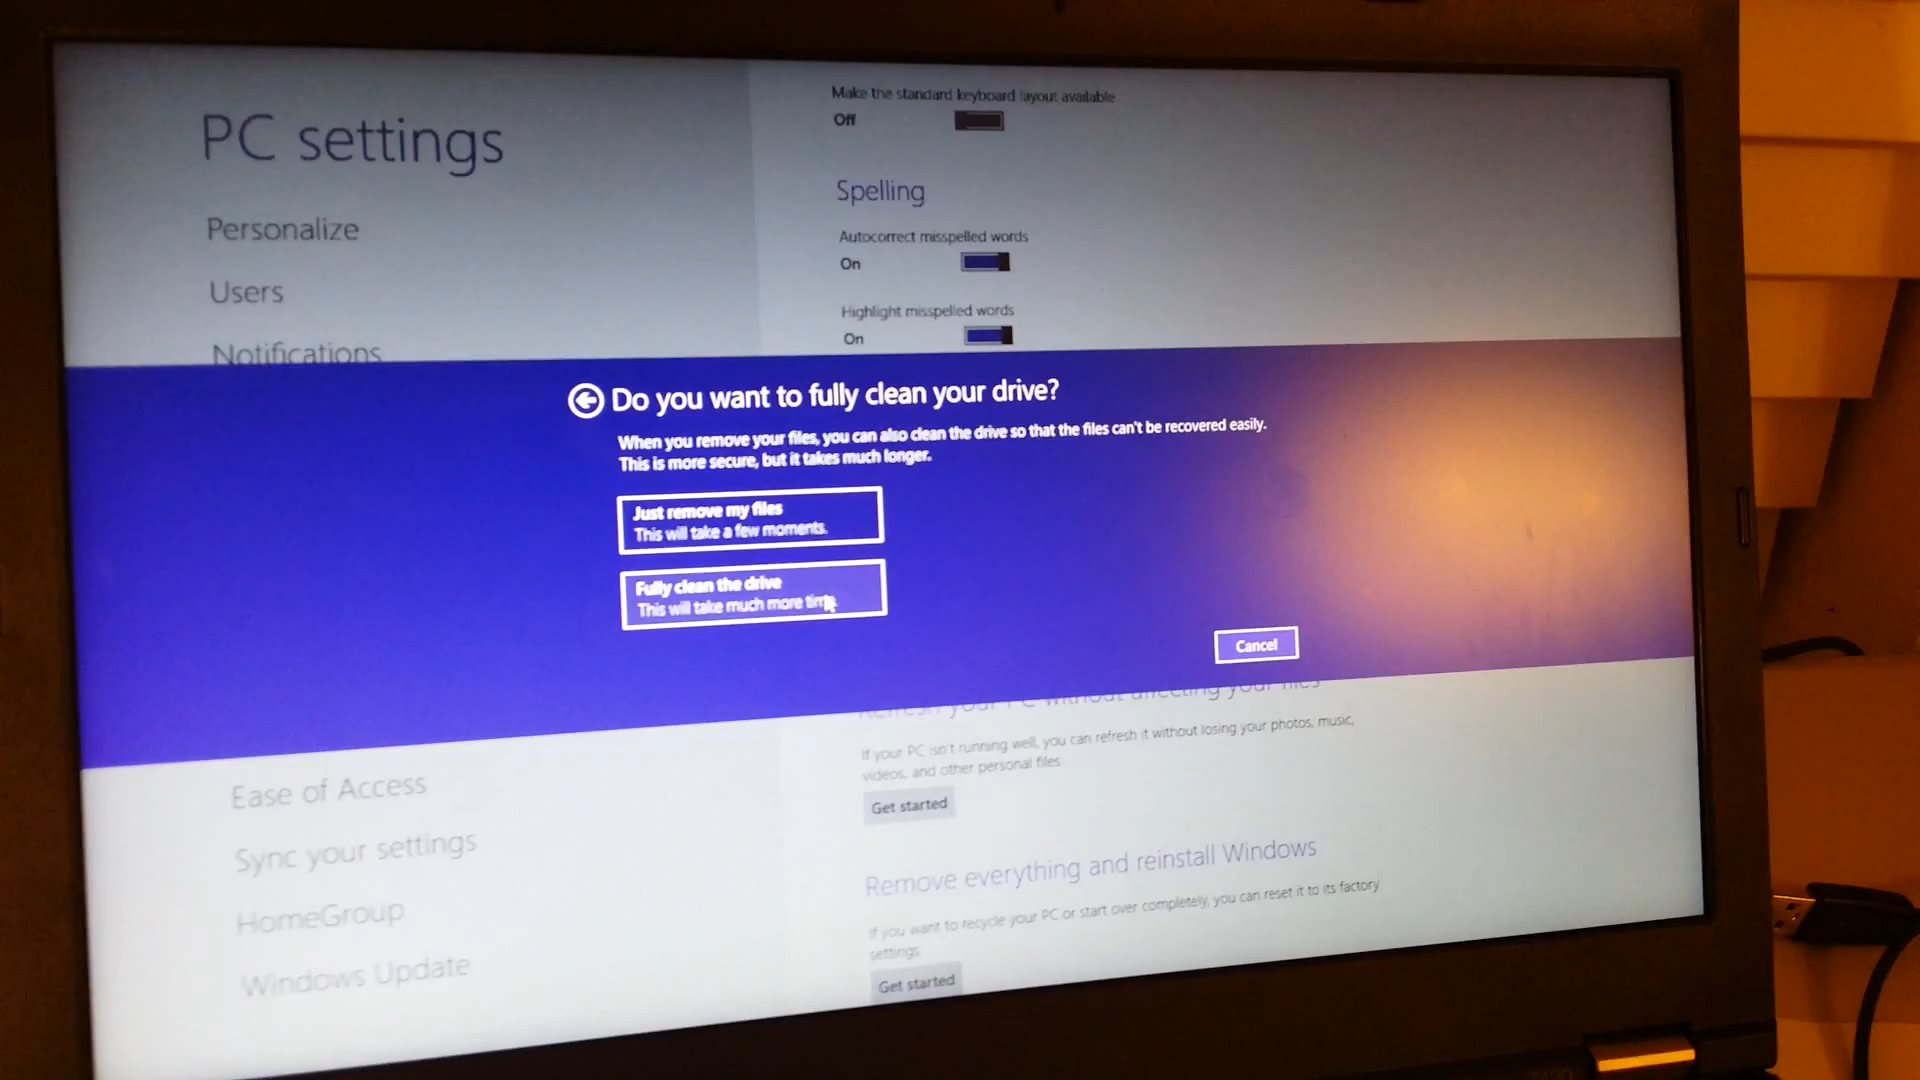 PC settings
Personalize
Users
Notifications
Make the standard keyboard layout available
Off
Spelling
Autocorrect misspelled words
On
Highlight misspelled words
On
Do you want to fully clean your drive?
When you remove your files, you can also clean the drive so that the files can't be recovered easily.
This is more secure, but it takes much longer.
Just remove my files
This will take a few moments.
Fully clean the drive
This will take much more time
Cancel
Ease of Access
Sync your settings
HomeGroup
Windows Update
Refresh your PC without affecting your files
If your PC isn't running well, you can refresh it without losing your photos, music,
videos, and other personal files.
Get started
Remove everything and reinstall Windows
If you want to recycle your PC or start over completely, you can reset it to its factory
settings.
Get started